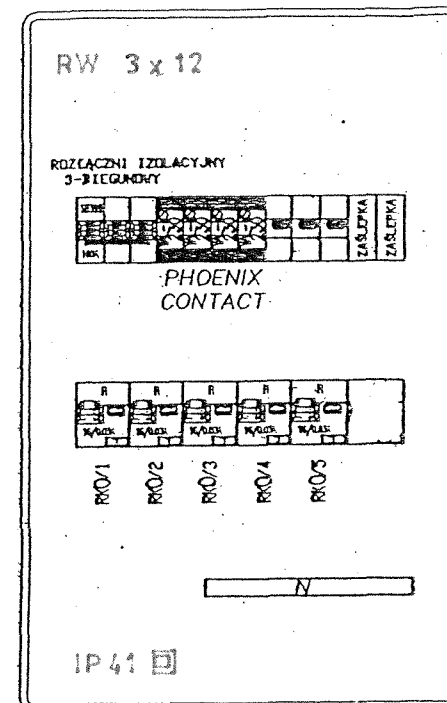 RW 3 x 12
ROZŁĄCZNI IZOLACYJNY
3-BIEGUNOWY
ZAŚLEPKA
ZAŚLEPKA
PHOENIX
CONTACT
R R R R R
RKO/1 RKO/2 RKO/3 RKO/4 RKO/5
N
IP 41